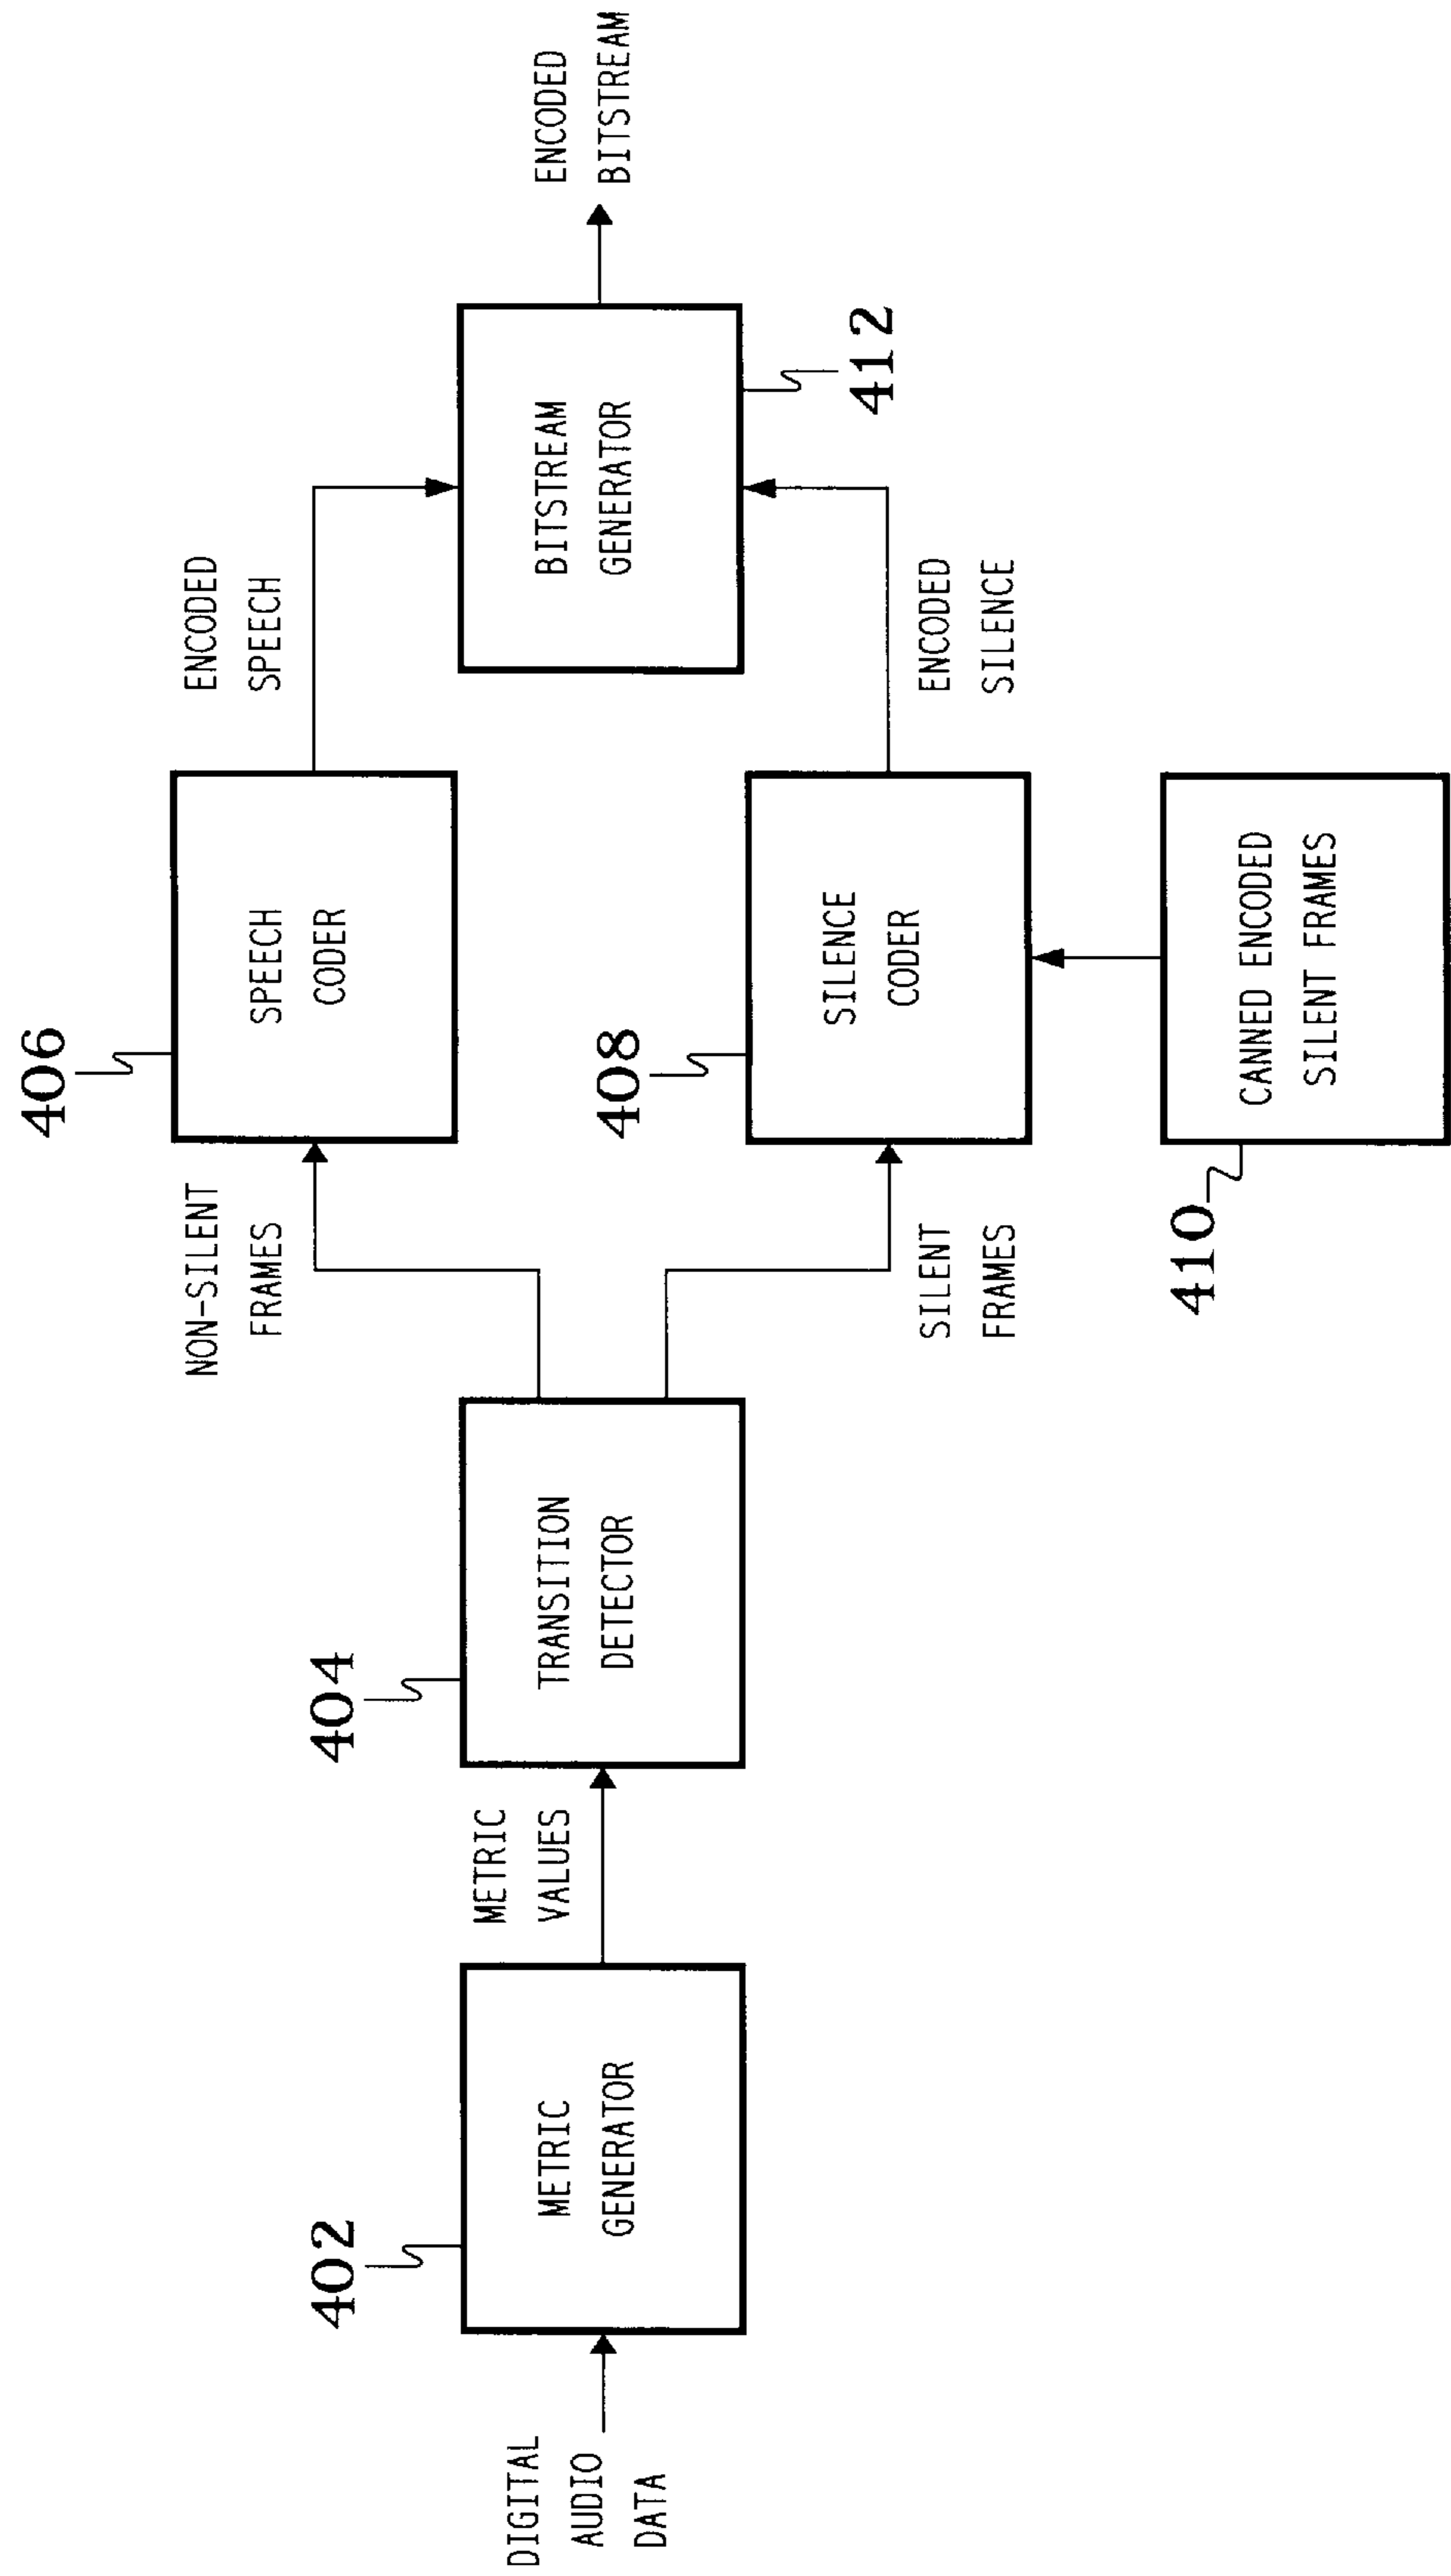 DIGITAL
AUDIO
DATA
402
METRIC
GENERATOR
METRIC
VALUES
404
TRANSITION
DETECTOR
NON-SILENT
FRAMES
SILENT
FRAMES
406
SPEECH
CODER
408
SILENCE
CODER
410
CANNED ENCODED
SILENT FRAMES
ENCODED
SPEECH
ENCODED
SILENCE
BITSTREAM
GENERATOR
412
ENCODED
BITSTREAM